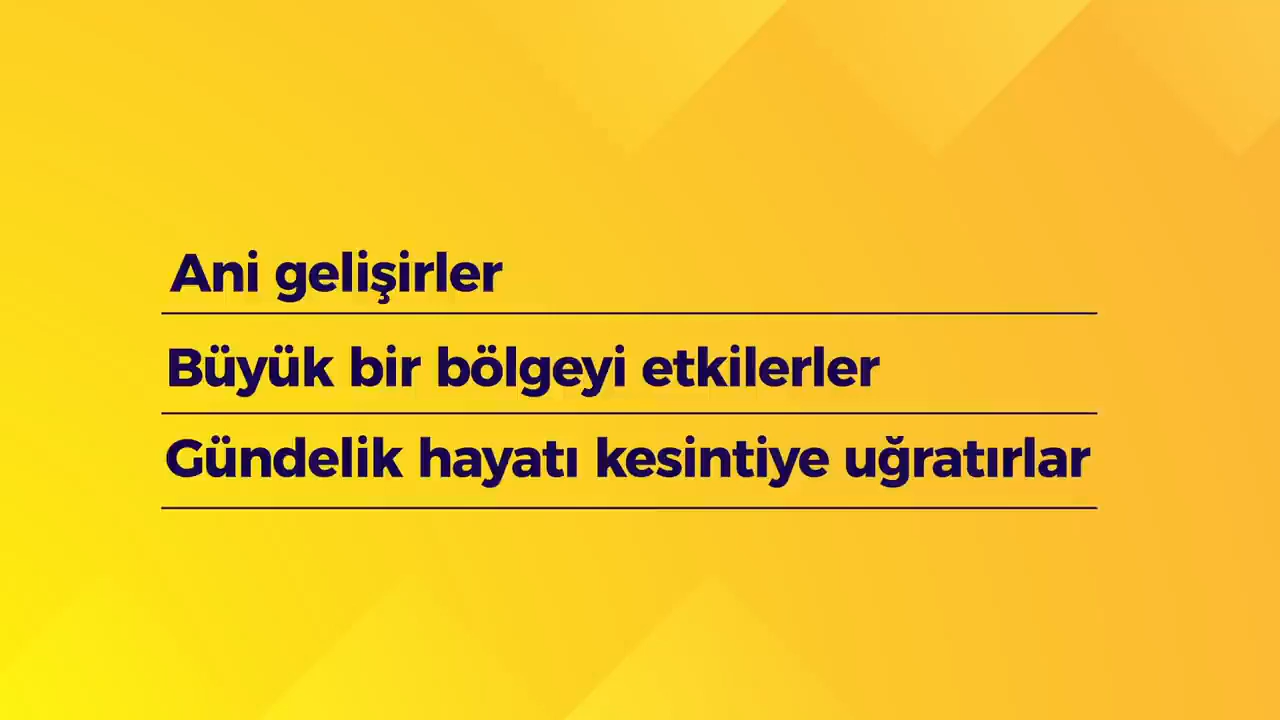 Ani gelişirler
Büyük bir bölgeyi etkilerler
Gündelik hayatı kesintiye uğratırlar